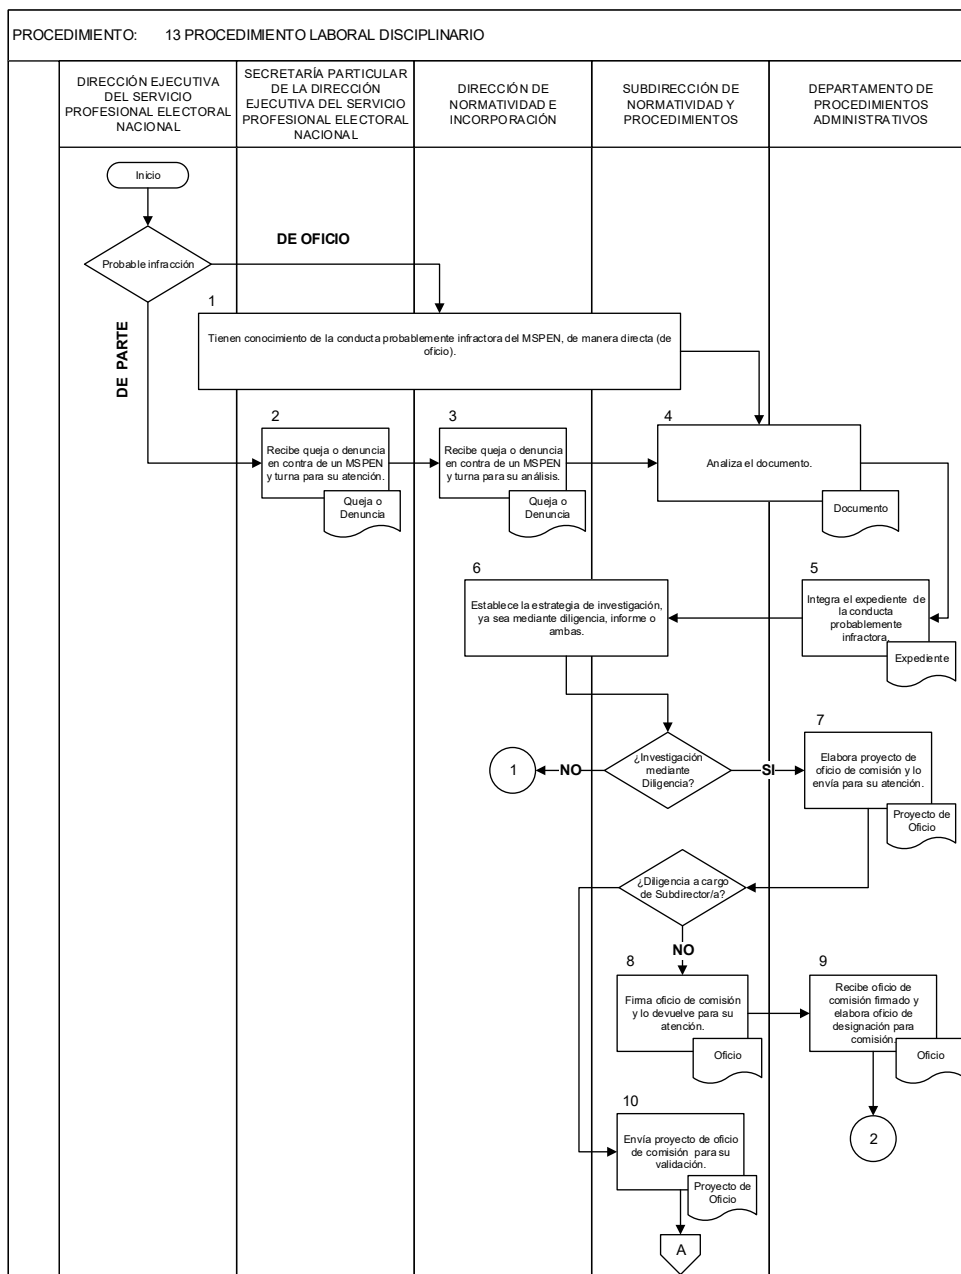 PROCEDIMIENTO: 13 PROCEDIMIENTO LABORAL DISCIPLINARIO
DIRECCIÓN EJECUTIVA
DEL SERVICIO
PROFESIONAL ELECTORAL
NACIONAL
SECRETARÍA PARTICULAR
DE LA DIRECCIÓN
EJECUTIVA DEL SERVICIO
PROFESIONAL ELECTORAL
NACIONAL
DIRECCIÓN DE
NORMATIVIDAD E
INCORPORACIÓN
SUBDIRECCIÓN DE
NORMATIVIDAD Y
PROCEDIMIENTOS
DEPARTAMENTO DE
PROCEDIMIENTOS
ADMINISTRATIVOS
Inicio
Probable infracción
DE OFICIO
DE PARTE
1
Tienen conocimiento de la conducta probablemente infractora del MSPEN, de manera directa (de
oficio).
2
Recibe queja o denuncia
en contra de un MSPEN
y turna para su atención.
Queja o
Denuncia
3
Recibe queja o denuncia
en contra de un MSPEN
y turna para su análisis.
Queja o
Denuncia
4
Analiza el documento.
Documento
5
Integra el expediente de
la conducta
probablemente
infractora.
Expediente
6
Establece la estrategia de investigación,
ya sea mediante diligencia, informe o
ambas.
¿Investigación
mediante
Diligencia?
NO
1
SI
7
Elabora proyecto de
oficio de comisión y lo
envía para su atención.
Proyecto de
Oficio
¿Diligencia a cargo
de Subdirector/a?
NO
8
Firma oficio de comisión
y lo devuelve para su
atención.
Oficio
9
Recibe oficio de
comisión firmado y
elabora oficio de
designación para
comisión.
Oficio
2
10
Envía proyecto de oficio
de comisión para su
validación.
Proyecto de
Oficio
A